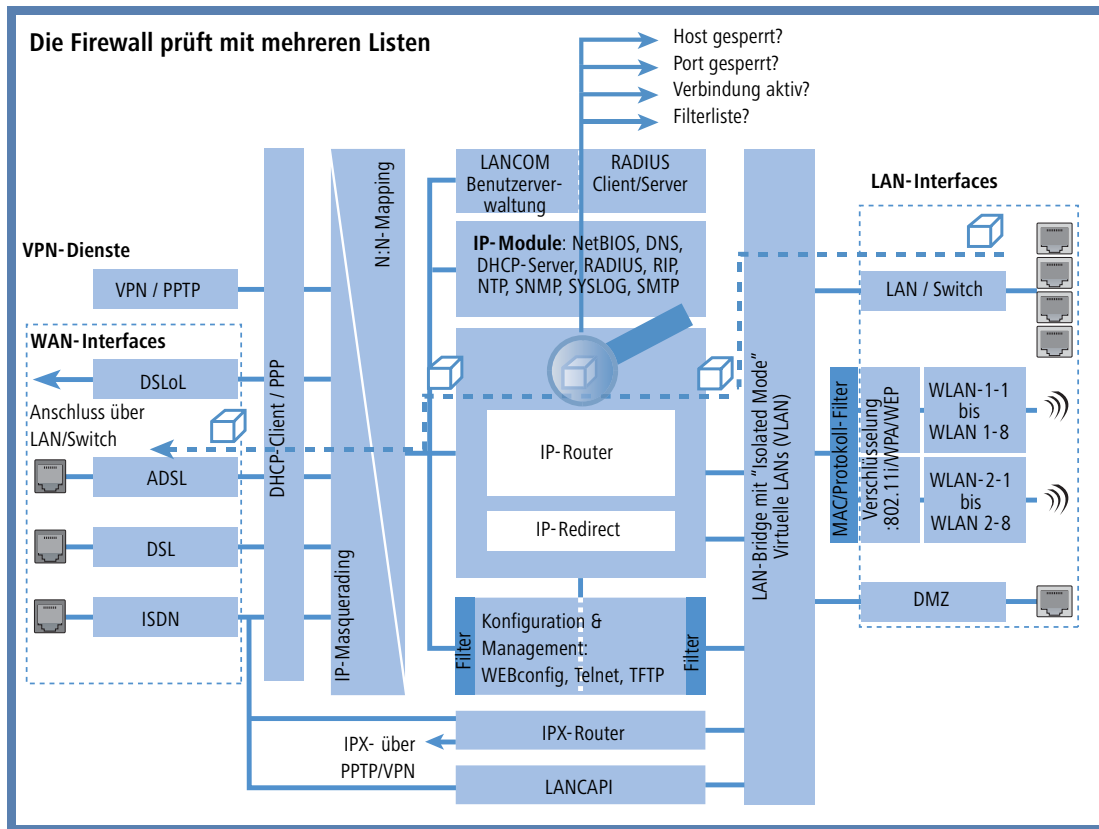 Die Firewall prüft mit mehreren Listen
Host gesperrt?
Port gesperrt?
Verbindung aktiv?
Filterliste?
LANCOM
Benutzerver-
waltung
RADIUS
Client/Server
LAN-Interfaces
N:N-Mapping
IP-Module: NetBIOS, DNS,
DHCP-Server, RADIUS, RIP,
NTP, SNMP, SYSLOG, SMTP
VPN-Dienste
VPN / PPTP
LAN / Switch
WAN-Interfaces
DSLoL
Anschluss über
LAN/Switch
ADSL
DSL
ISDN
DHCP-Client / PPP
IP-Masquerading
IP-Router
IP-Redirect
LAN-Bridge mit "Isolated Mode"
Virtuelle LANs (VLAN)
MAC/Protokoll-Filter
Verschlüsselung
:802.11i/WPA/WEP
WLAN-1-1
bis
WLAN 1-8
WLAN-2-1
bis
WLAN 2-8
DMZ
Filter
Konfiguration &
Management:
WEBconfig, Telnet, TFTP
Filter
IPX- über
PPTP/VPN
IPX-Router
LANCAPI